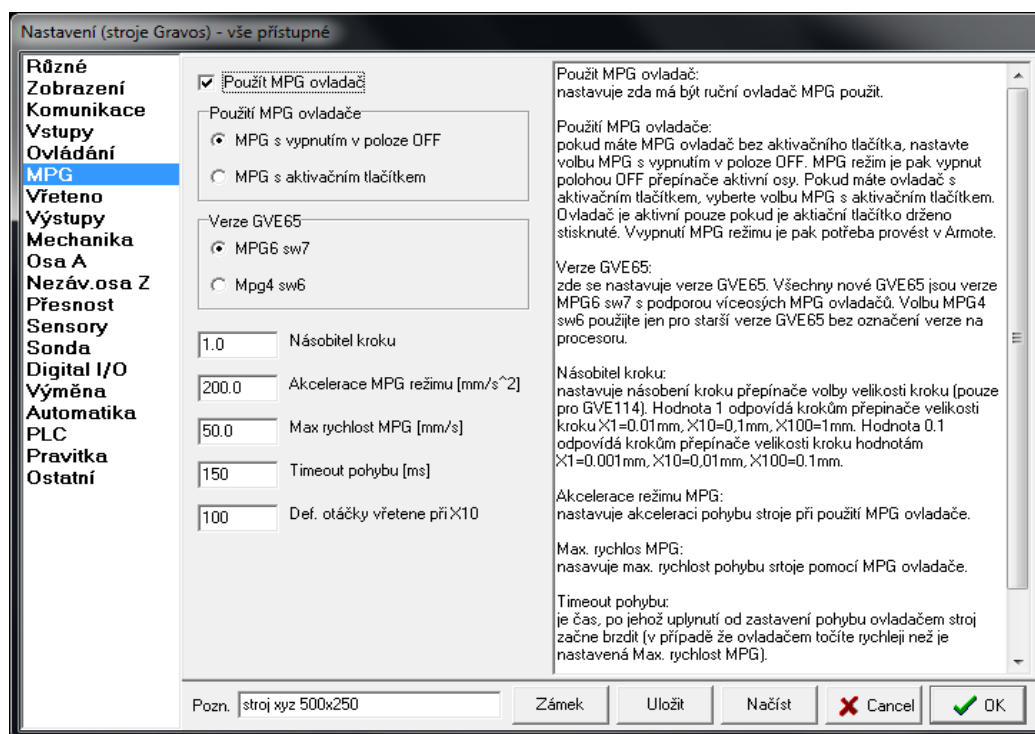 Nastavení (stroje Gravos) - vše přístupné
Různé
Zobrazení
Komunikace
Vstupy
Ovládání
MPG
Vřeteno
Výstupy
Mechanika
Osa A
Nezáv.osa Z
Přesnost
Sensory
Sonda
Digital I/O
Výměna
Automatika
PLC
Pravitka
Ostatní
Použít MPG ovladač
Použití MPG ovladače
MPG s vypnutím v poloze OFF
MPG s aktivačním tlačítkem
Verze GVE65
MPG6 sw7
Mpg4 sw6
1.0 Násobitel kroku
200.0 Akcelerace MPG režimu [mm/s^2]
50.0 Max rychlost MPG [mm/s]
150 Timeout pohybu [ms]
100 Def. otáčky vřetene při X10
Použit MPG ovladač:
nastavuje zda má být ruční ovladač MPG použit.
Použití MPG ovladače:
pokud máte MPG ovladač bez aktivačního tlačítka, nastavte
volbu MPG s vypnutím v poloze OFF. MPG režim je pak vypnut
polohou OFF přepínače aktivní osy. Pokud máte ovladač s
aktivačním tlačítkem, vyberte volbu MPG s aktivačním tlačítkem.
Ovladač je aktivní pouze pokud je aktiační tlačítko drženo
stisknuté. Vvypnutí MPG režimu je pak potřeba provést v Armote.
Verze GVE65:
zde se nastavuje verze GVE65. Všechny nové GVE65 jsou verze
MPG6 sw7 s podporou víceosých MPG ovladačů. Volbu MPG4
sw6 použijte jen pro starší verze GVE65 bez označení verze na
procesoru.
Násobitel kroku:
nastavuje násobení kroku přepínače volby velikosti kroku (pouze
pro GVE114). Hodnota 1 odpovídá krokům přepinače velikosti
kroku X1=0.01mm, X10=0,1mm, X100=1mm. Hodnota 0.1
odpovídá krokům přepínače velikosti kroku hodnotám
X1=0.001mm, X10=0,01mm, X100=0.1mm.
Akcelerace režimu MPG:
nastavuje akceleraci pohybu stroje při použití MPG ovladače.
Max. rychlos MPG:
nasavuje max. rychlost pohybu srtoje pomocí MPG ovladače.
Timeout pohybu:
je čas, po jehož uplynutí od zastavení pohybu ovladačem stroj
začne brzdit (v případě že ovladačem točíte rychleji než je
nastavená Max. rychlost MPG).
Pozn. stroj xyz 500x250
Zámek
Uložit
Načíst
Cancel
OK